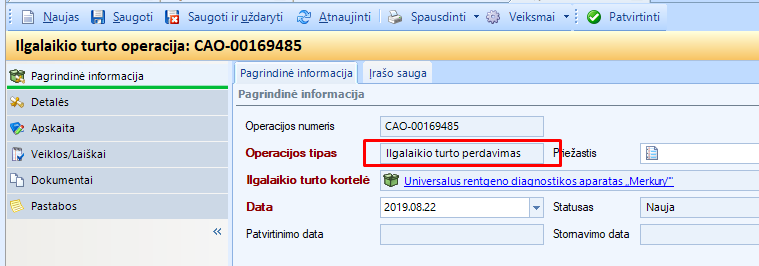 Naujas Saugoti Saugoti ir uždaryti Atnaujinti Spausdinti Veiksmai Patvirtinti
Ilgalaikio turto operacija: CAO-00169485
Pagrindinė informacija
Detalės
Apskaita
Veiklos/Laiškai
Dokumentai
Pastabos
«
Pagrindinė informacija Įrašo sauga
Pagrindinė informacija
Operacijos numeris CAO-00169485
Operacijos tipas Ilgalaikio turto perdavimas Priežastis
Ilgalaikio turto kortelė Universalus rentgeno diagnostikos aparatas „Merkury"
Data 2019.08.22 Statusas Nauja
Patvirtinimo data Stornavimo data